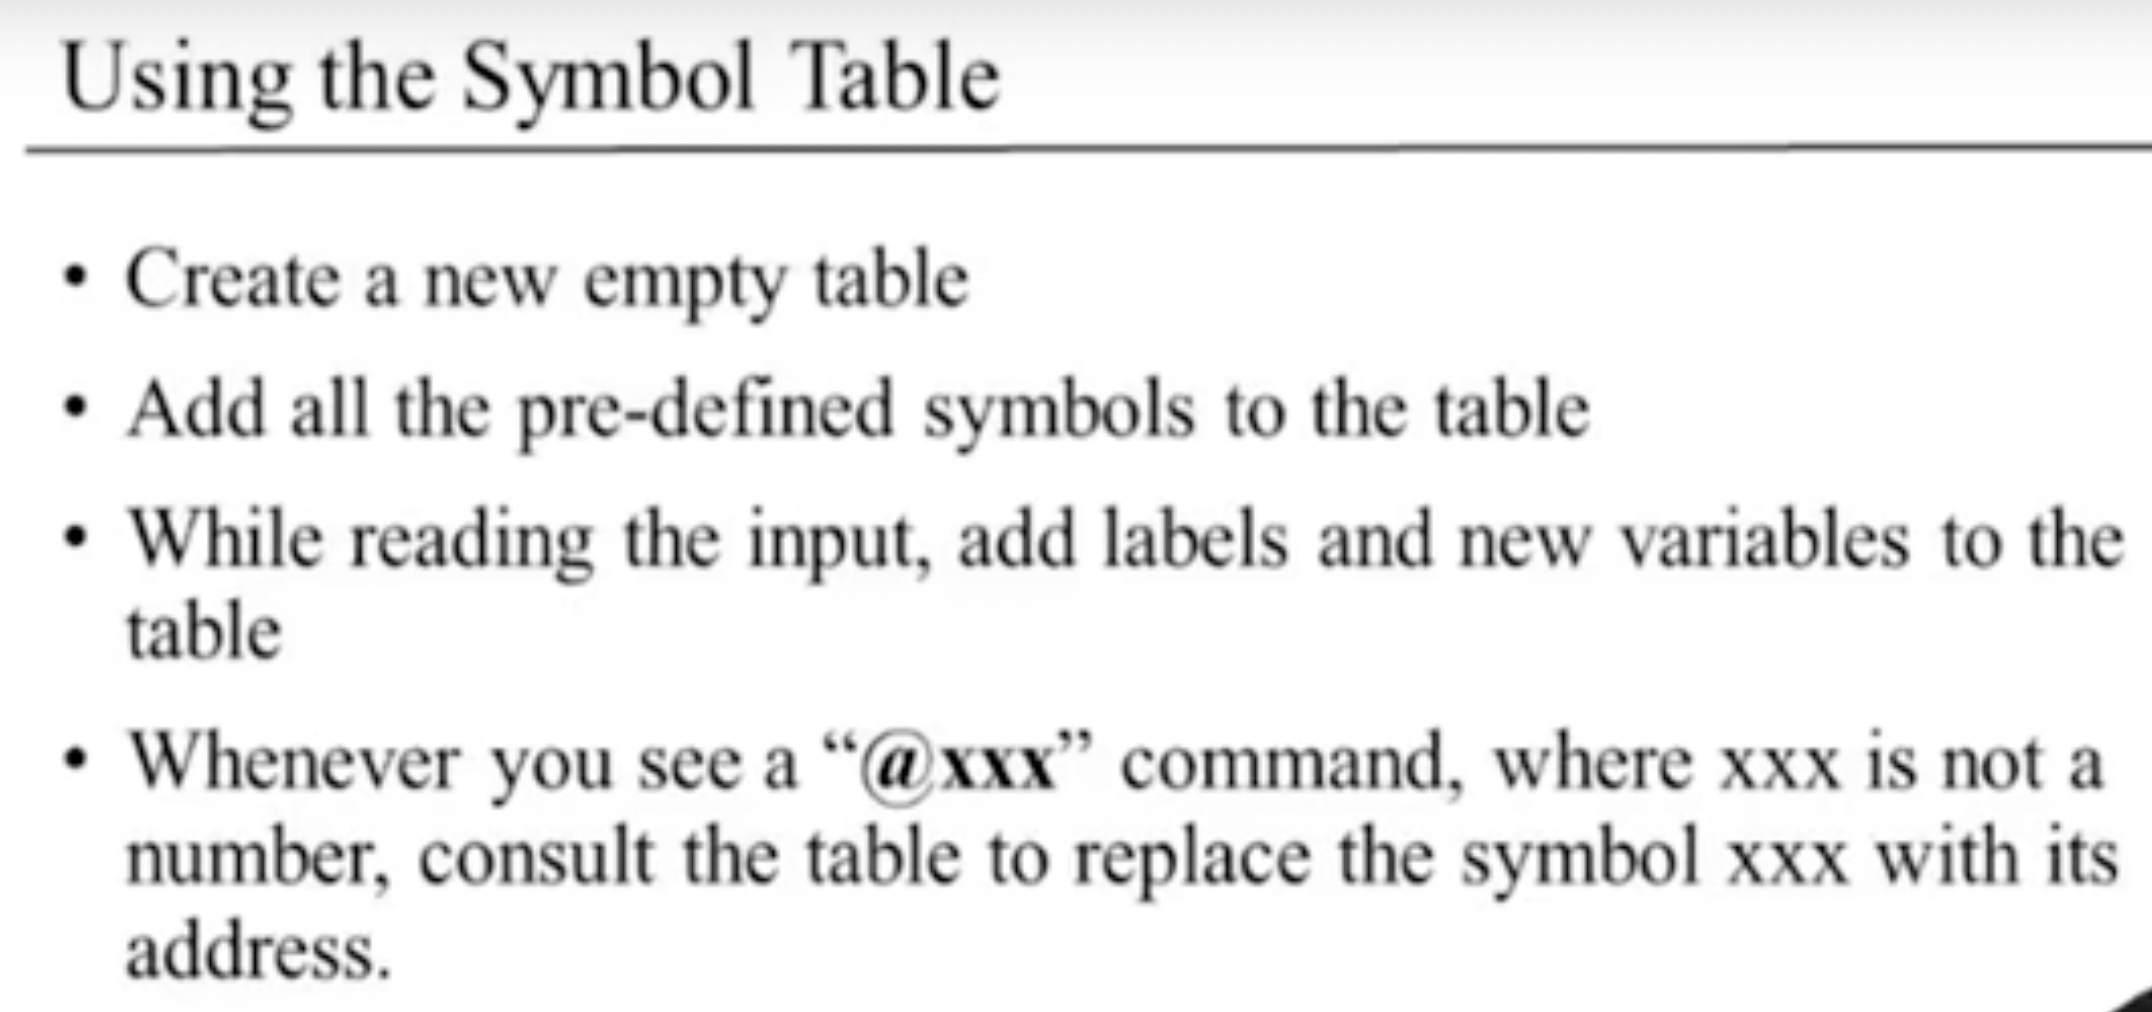 Using the Symbol Table
• Create a new empty table
• Add all the pre-defined symbols to the table
• While reading the input, add labels and new variables to the
table
• Whenever you see a “@xxx” command, where xxx is not a
number, consult the table to replace the symbol xxx with its
address.